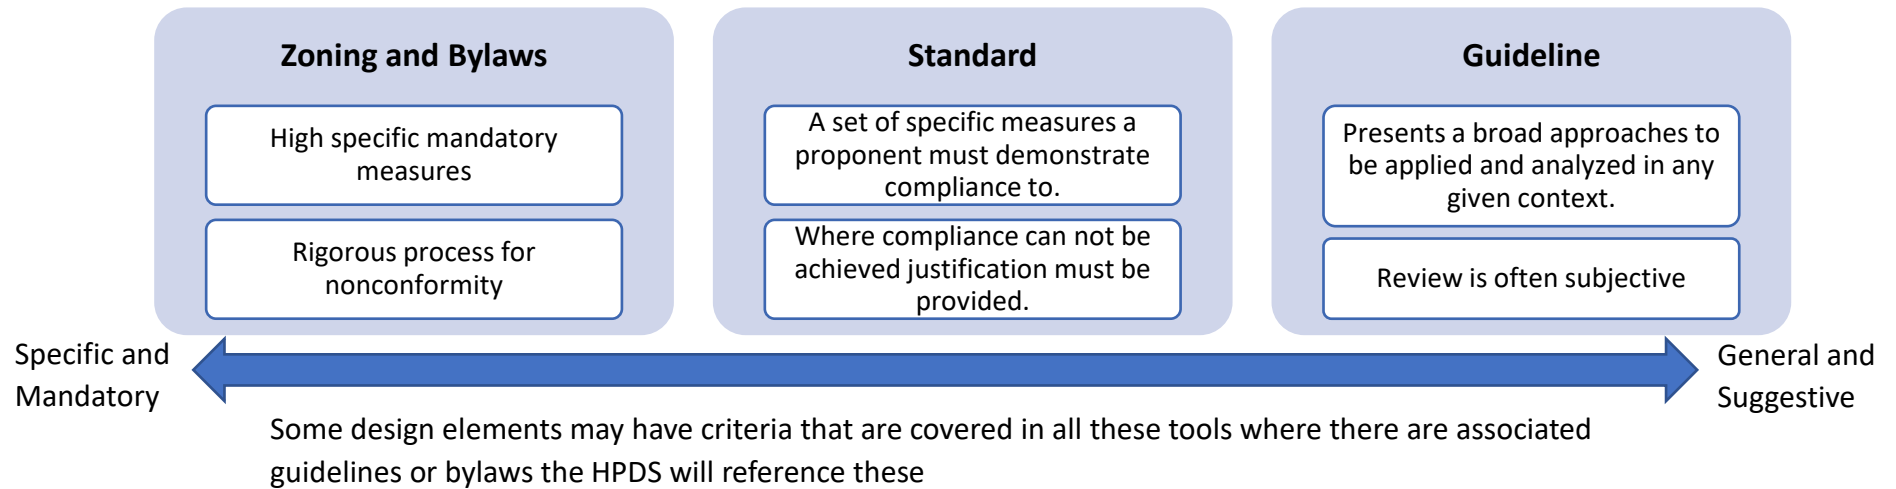 Zoning and Bylaws
High specific mandatory
measures
Rigorous process for
nonconformity
Standard
A set of specific measures a
proponent must demonstrate
compliance to.
Where compliance can not be
achieved justification must be
provided.
Guideline
Presents a broad approaches to
be applied and analyzed in any
given context.
Review is often subjective
Specific and
Mandatory
General and
Suggestive
Some design elements may have criteria that are covered in all these tools where there are associated
guidelines or bylaws the HPDS will reference these